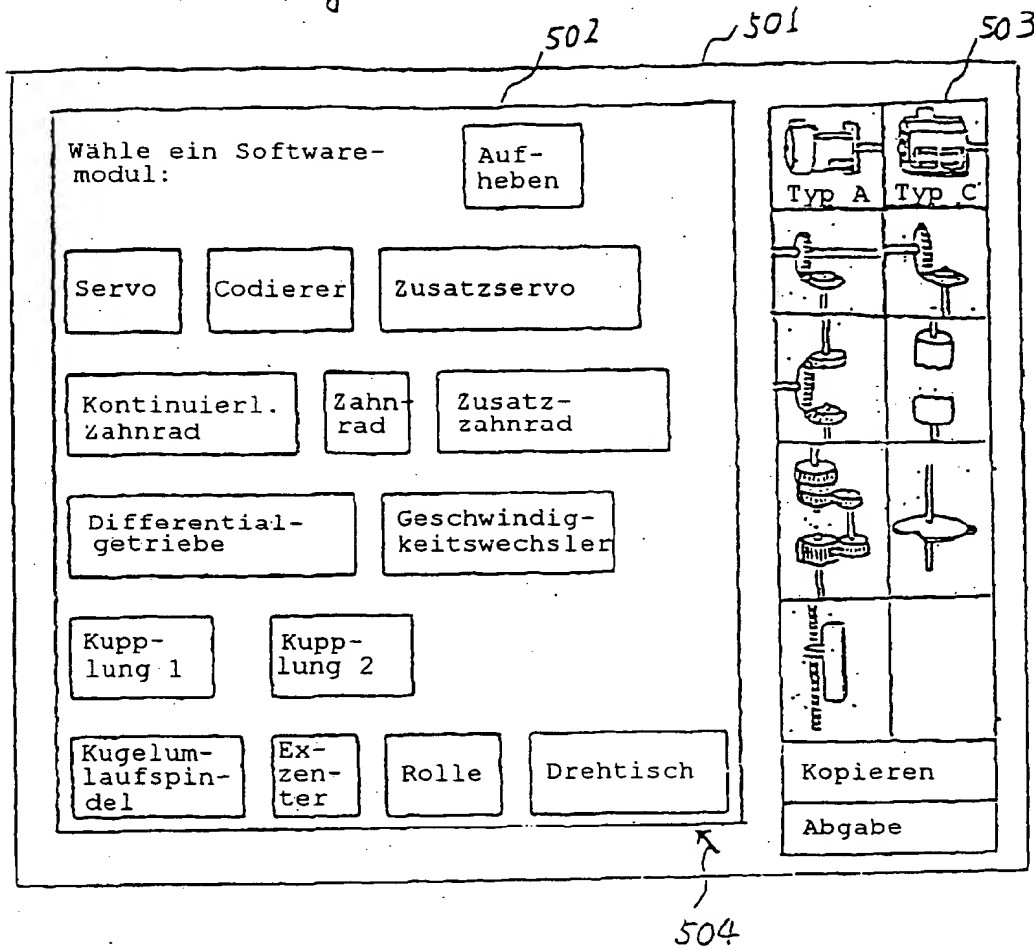 502
501
503
Wähle ein Software-
modul:
Auf-
heben
Typ A
Typ C
Servo
Codierer
Zusatzservo
Kontinuierl.
Zahnrad
Zahn-
rad
Zusatz-
zahnrad
Differential-
getriebe
Geschwindig-
keitswechsler
Kupp-
lung 1
Kupp-
lung 2
Kugelum-
laufspin-
del
Ex-
zen-
ter
Rolle
Drehtisch
Kopieren
Abgabe
504